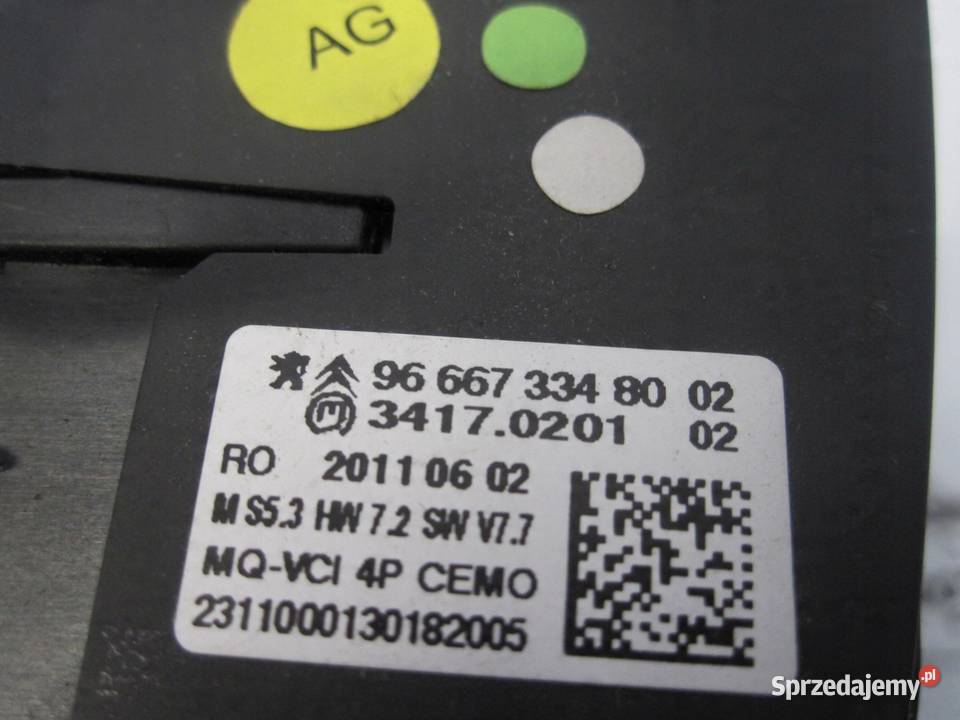 AG
96 667 334 80 02
3417.0201 02
RO 2011 06 02
M S5.3 HW 7.2 SW V7.7
MQ-VCI 4P CEMO
2311000130182005
Sprzedajemy.pl